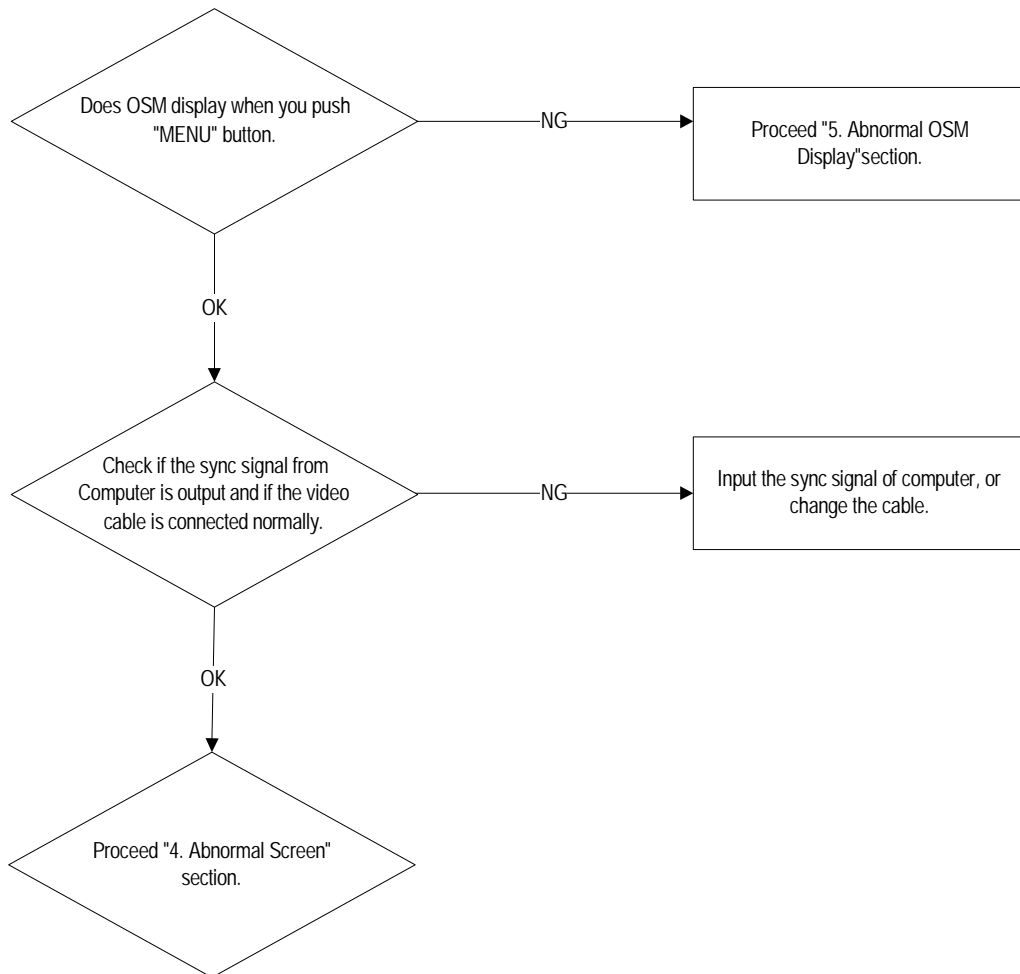 Does OSM display when you push
"MENU" button.
NG
Proceed "5. Abnormal OSM
Display"section.
OK
Check if the sync signal from
Computer is output and if the video
cable is connected normally.
NG
Input the sync signal of computer, or
change the cable.
OK
Proceed "4. Abnormal Screen"
section.